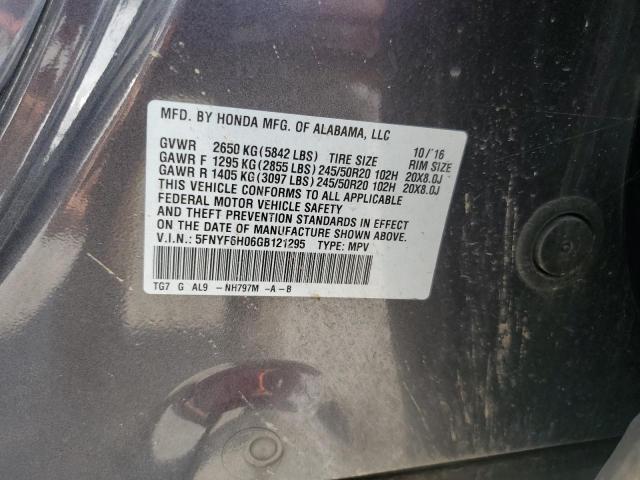 MFD. BY HONDA MFG. OF ALABAMA, LLC
10/'16
GVWR 2650 KG (5842 LBS) TIRE SIZE RIM SIZE
GAWR F 1295 KG (2855 LBS) 245/50R20 102H 20X8.0J
GAWR R 1405 KG (3097 LBS) 245/50R20 102H 20X8.0J
THIS VEHICLE CONFORMS TO ALL APPLICABLE
FEDERAL MOTOR VEHICLE SAFETY
AND THEFT PREVENTION STANDARDS IN EFFECT
ON THE DATE OF MANUFACTURE SHOWN ABOVE.
V.I.N.: 5FNYF6H06GB121295 TYPE: MPV
TG7 G AL9 -NH797M -A-B